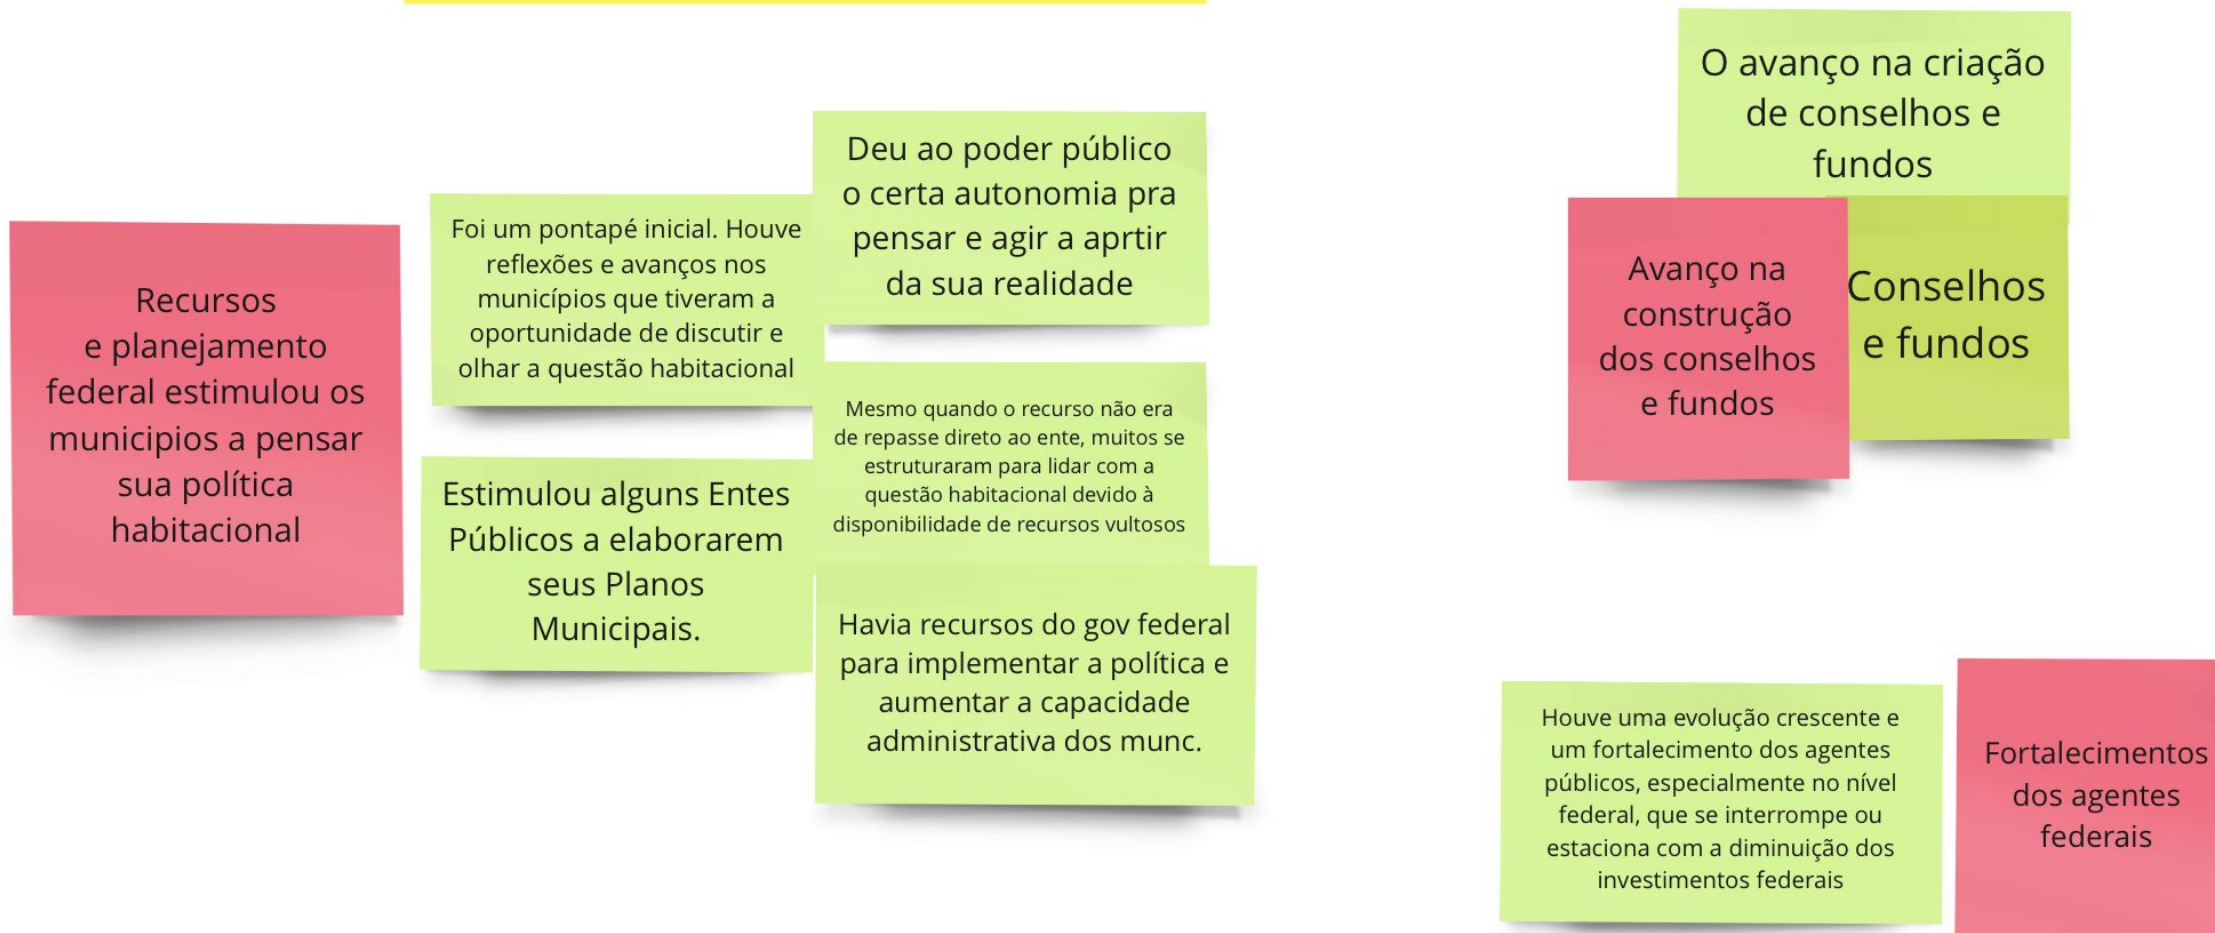 Recursos
e planejamento
federal estimulou os
municipios a pensar
sua política
habitacional
Foi um pontapé inicial. Houve
reflexões e avanços nos
municípios que tiveram a
oportunidade de discutir e
olhar a questão habitacional
Estimulou alguns Entes
Públicos a elaborarem
seus Planos
Municipais.
Deu ao poder público
o certa autonomia pra
pensar e agir a aprtir
da sua realidade
Mesmo quando o recurso não era
de repasse direto ao ente, muitos se
estruturaram para lidar com a
questão habitacional devido à
disponibilidade de recursos vultosos
Havia recursos do gov federal
para implementar a política e
aumentar a capacidade
administrativa dos munc.
O avanço na criação
de conselhos e
fundos
Avanço na
construção
dos conselhos
e fundos
Conselhos
e fundos
Houve uma evolução crescente e
um fortalecimento dos agentes
públicos, especialmente no nível
federal, que se interrompe ou
estaciona com a diminuição dos
investimentos federais
Fortalecimentos
dos agentes
federais